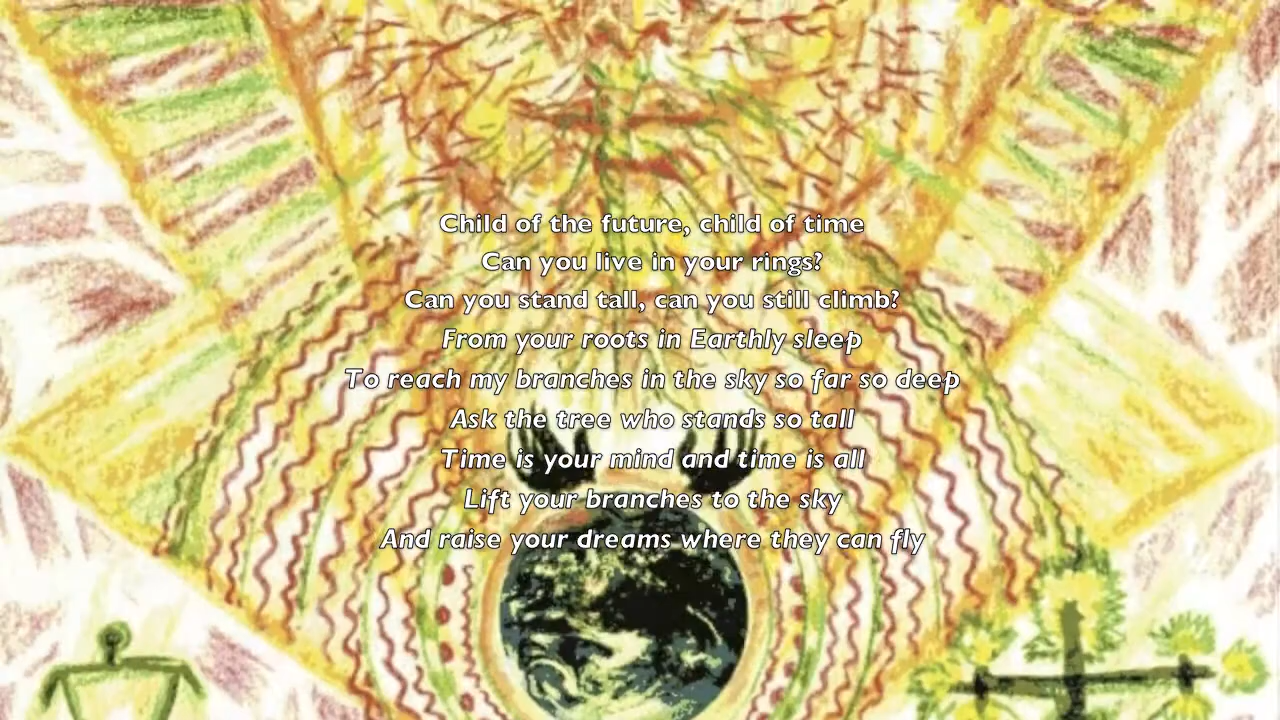 Child of the future, child of time
Can you live in your rings?
Can you stand tall, can you still climb?
From your roots in Earthly sleep
To reach my branches in the sky so far so deep
Ask the tree who stands so tall
Time is your mind and time is all
Lift your branches to the sky
And raise your dreams where they can fly